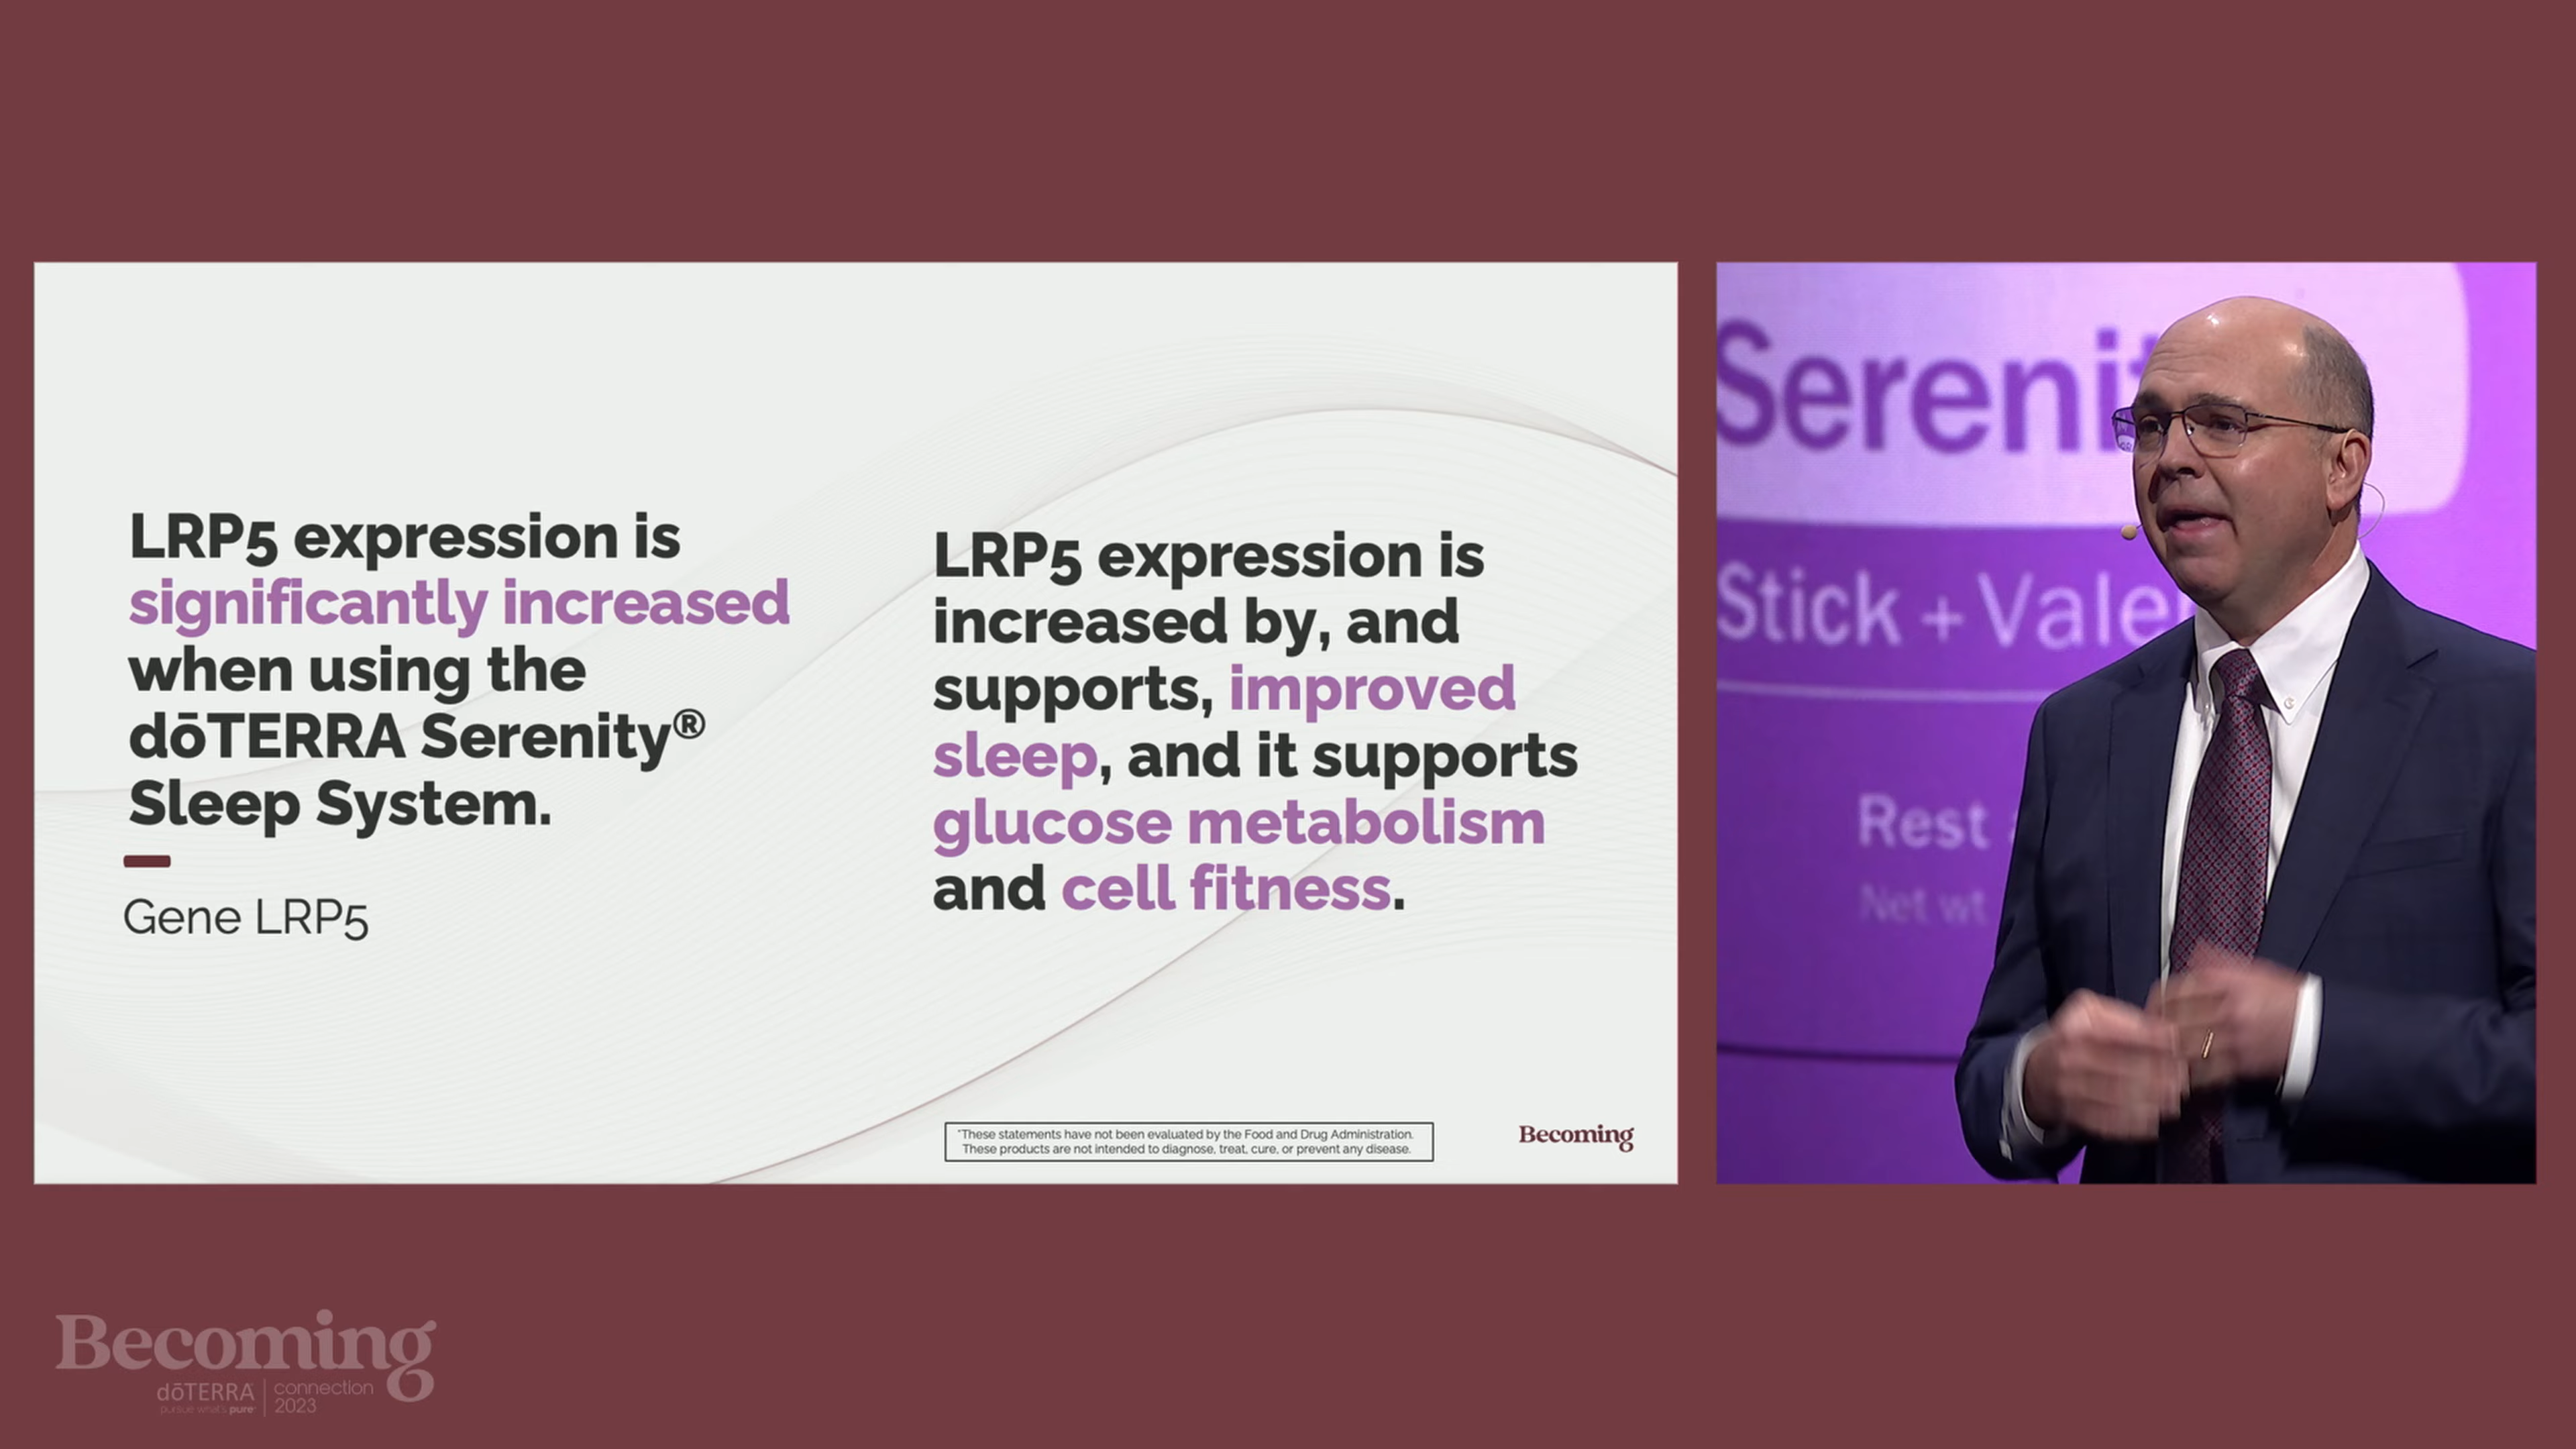 LRP5 expression is
significantly increased
when using the
dōTERRA Serenity®
Sleep System.
Gene LRP5
LRP5 expression is
increased by, and
supports, improved
sleep, and it supports
glucose metabolism
and cell fitness.
*These statements have not been evaluated by the Food and Drug Administration.
These products are not intended to diagnose, treat, cure, or prevent any disease.
Becoming
Stick +
Rest
Net wt
Becoming
dōTERRA
pursue what's pure
connection
2023